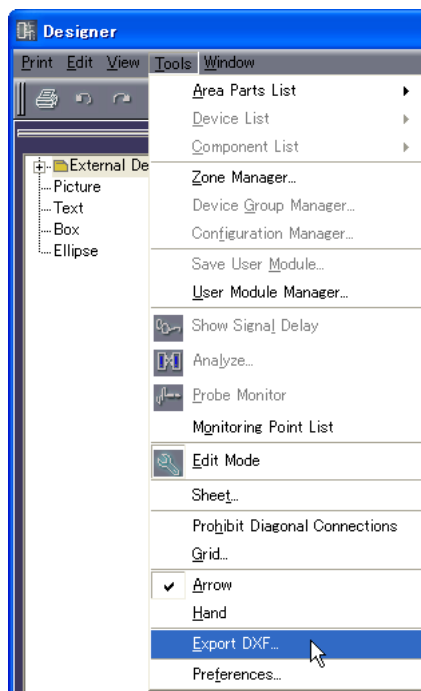 Designer
Print Edit View Tools Window
Area Parts List
Device List
Component List
External De
Picture
Text
Box
Ellipse
Zone Manager...
Device Group Manager...
Configuration Manager...
Save User Module...
User Module Manager...
Show Signal Delay
Analyze...
Probe Monitor
Monitoring Point List
Edit Mode
Sheet...
Prohibit Diagonal Connections
Grid...
Arrow
Hand
Export DXF...
Preferences...